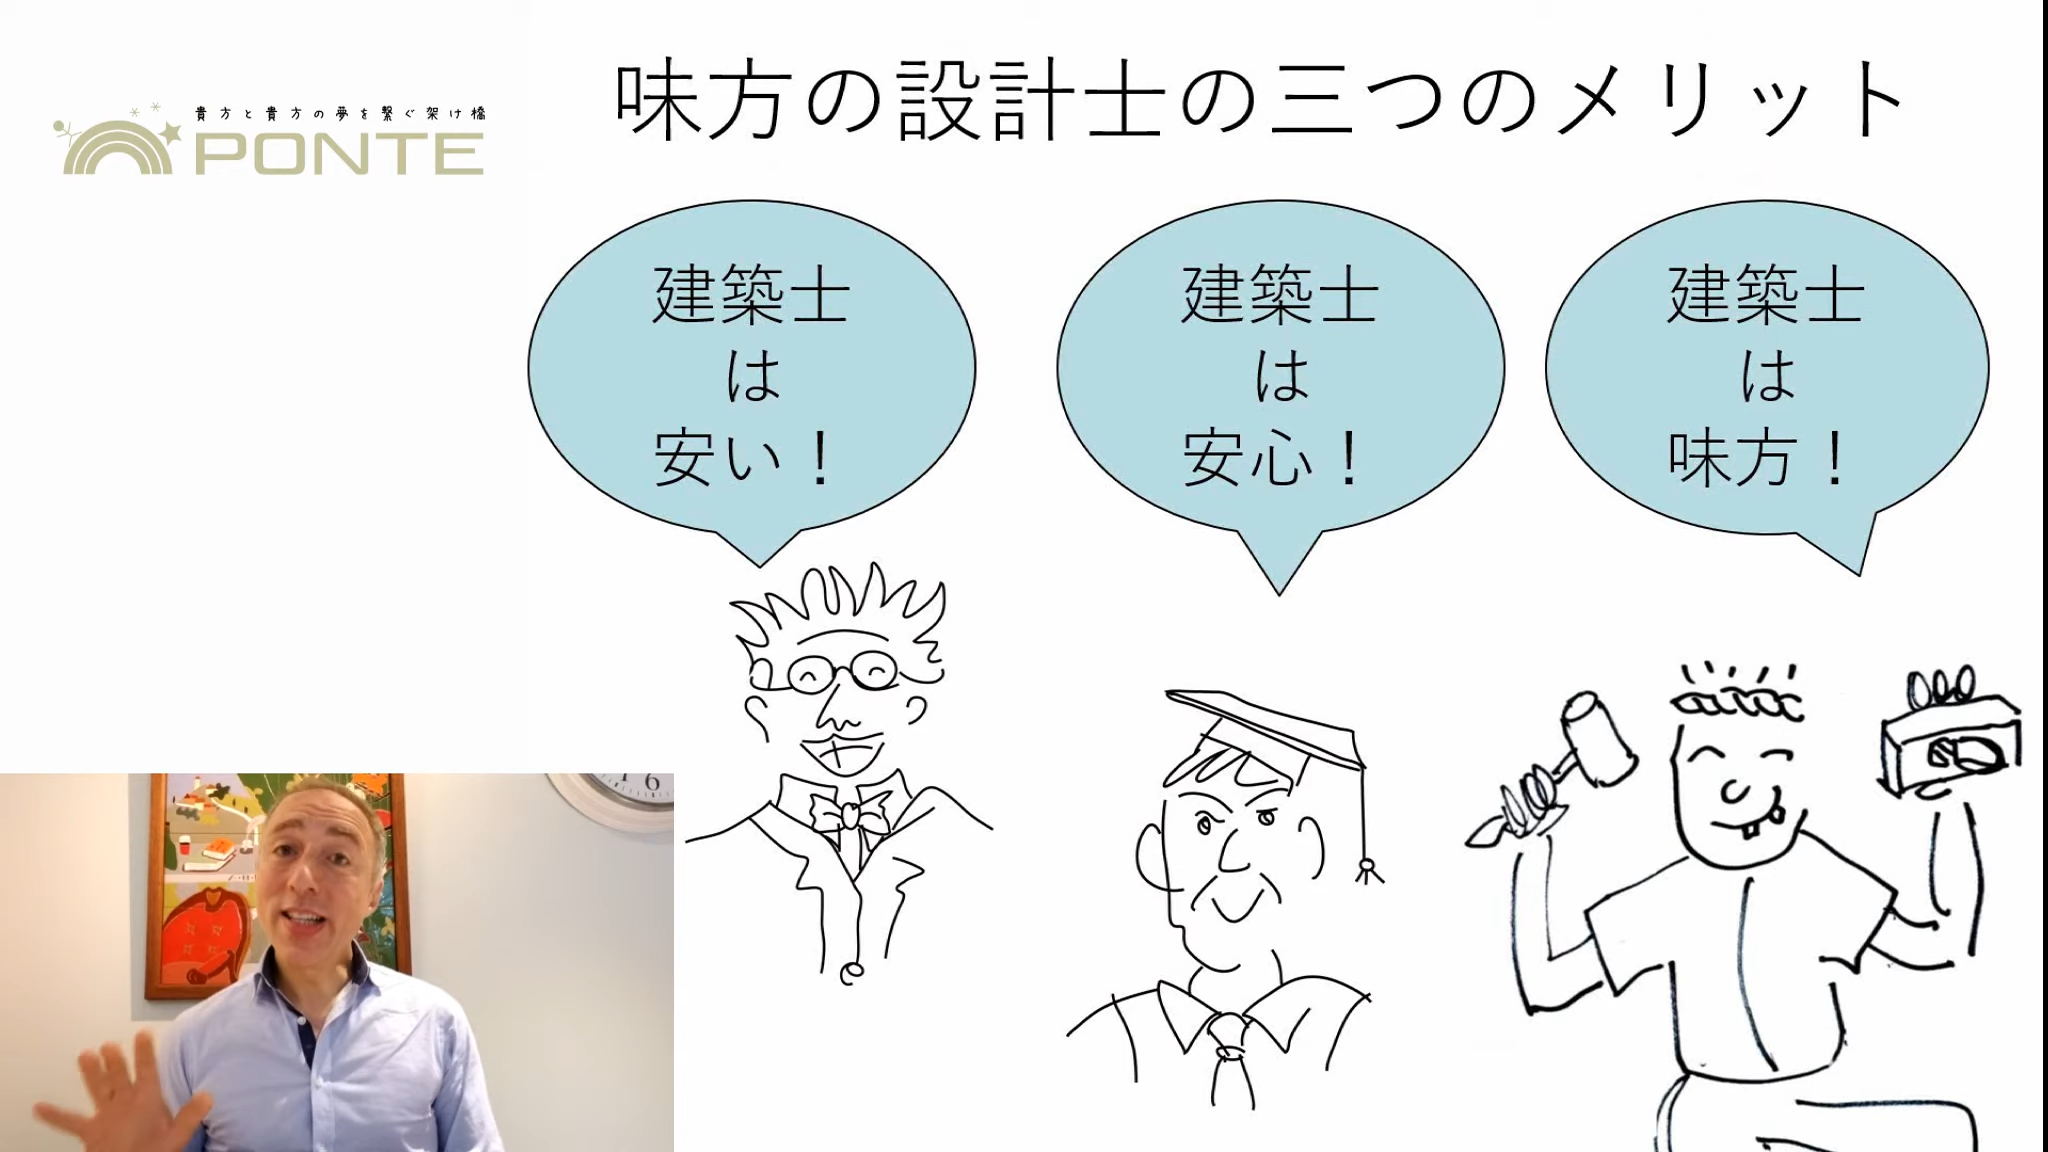 貴方と貴方の夢を繋ぐ架け橋
PONTE
味方の設計士の三つのメリット
建築士
は
安い！
建築士
は
安心！
建築士
は
味方！
6